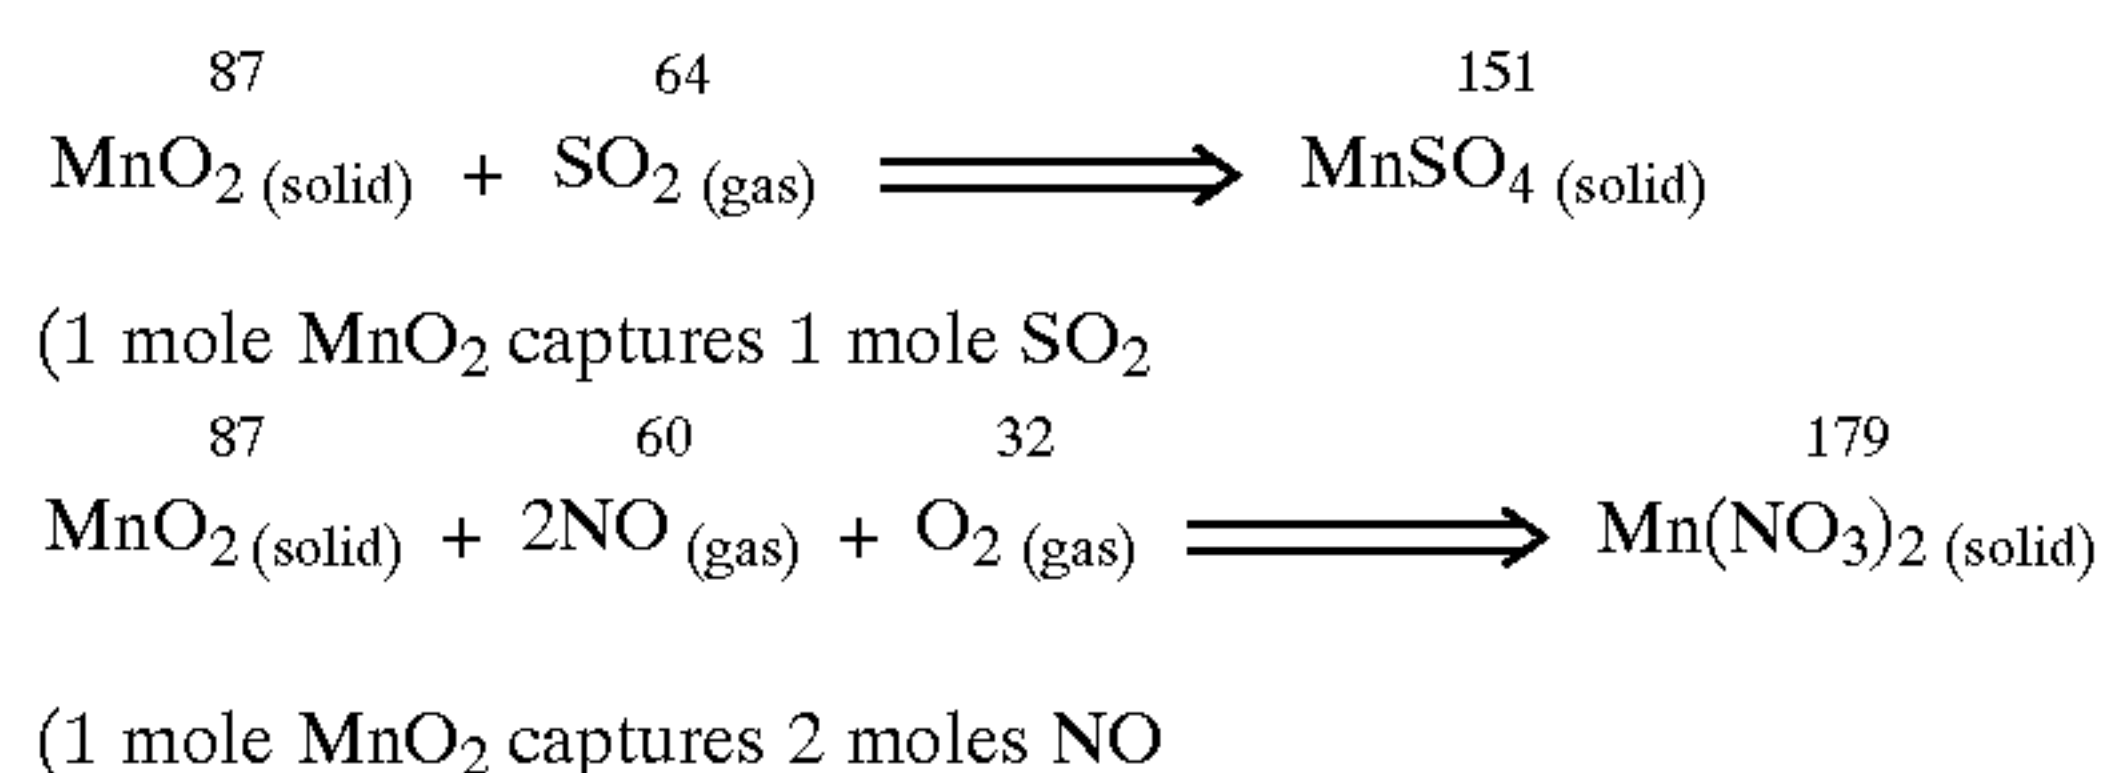 87 64 151
MnO₂ (solid) + SO₂ (gas) ⟹ MnSO₄ (solid)
(1 mole MnO₂ captures 1 mole SO₂
87 60 32 179
MnO₂ (solid) + 2NO (gas) + O₂ (gas) ⟹ Mn(NO₃)₂ (solid)
(1 mole MnO₂ captures 2 moles NO